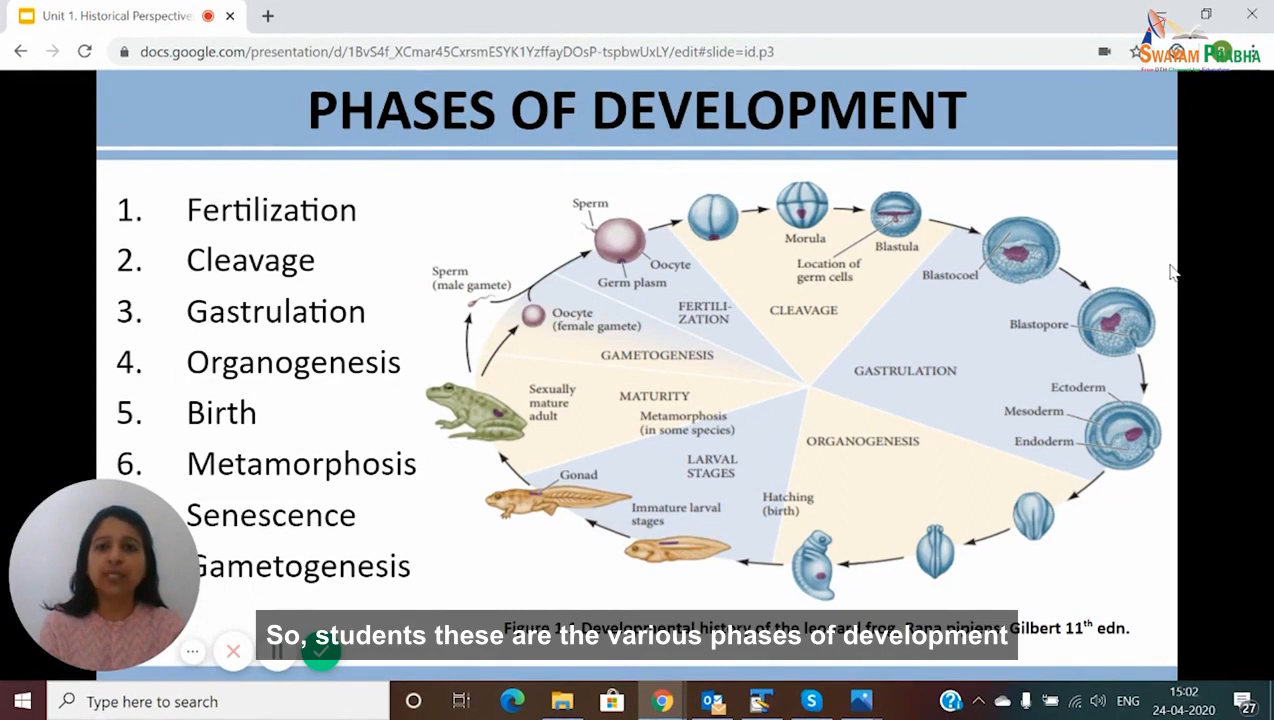 Unit 1. Historical Perspective
docs.google.com/presentation/d/1BvS4f_XCmar45CxrsmESYK1YzffayDOsP-tspbwUxLY/edit#slide=id.p3
SWAYAM PRABHA
PHASES OF DEVELOPMENT
1. Fertilization
2. Cleavage
3. Gastrulation
4. Organogenesis
5. Birth
6. Metamorphosis
Senescence
Gametogenesis
Sperm
(male gamete)
Oocyte
(female gamete)
Sperm
Oocyte
Germ plasm
FERTILI-
ZATION
Morula
Blastula
Location of
germ cells
CLEAVAGE
Blastocoel
Blastopore
GASTRULATION
Ectoderm
Mesoderm
Endoderm
ORGANOGENESIS
Hatching
(birth)
LARVAL
STAGES
Immature larval
stages
Gonad
Metamorphosis
(in some species)
MATURITY
Sexually
mature
adult
GAMETOGENESIS
Gilbert 11th edn.
So, students these are the various phases of development
Type here to search
ENG
15:02
24-04-2020
27